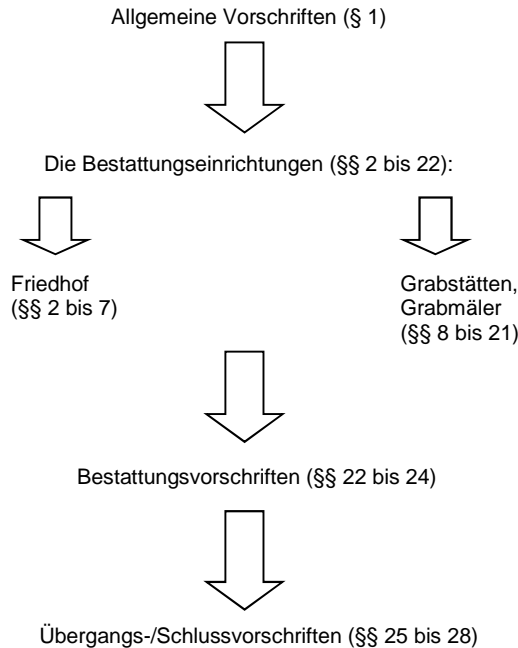 Allgemeine Vorschriften (§ 1)
Die Bestattungseinrichtungen (§§ 2 bis 22):
Friedhof
(§§ 2 bis 7)
Grabstätten,
Grabmäler
(§§ 8 bis 21)
Bestattungsvorschriften (§§ 22 bis 24)
Übergangs-/Schlussvorschriften (§§ 25 bis 28)